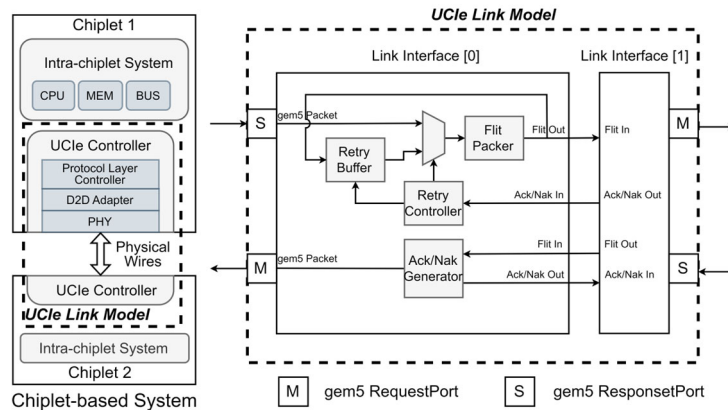 Chiplet 1
Intra-chiplet System
CPU
MEM
BUS
UCIe Controller
Protocol Layer
Controller
D2D Adapter
PHY
Physical
Wires
UCIe Controller
UCIe Link Model
Intra-chiplet System
Chiplet 2
Chiplet-based System
UCIe Link Model
Link Interface [0]
Link Interface [1]
S
gem5 Packet
Flit
Packer
Flit Out
Flit In
M
Retry
Buffer
Retry
Controller
Ack/Nak In
Ack/Nak Out
M
gem5 Packet
Ack/Nak
Generator
Flit In
Flit Out
Ack/Nak Out
Ack/Nak In
S
M
gem5 RequestPort
S
gem5 ResponsetPort